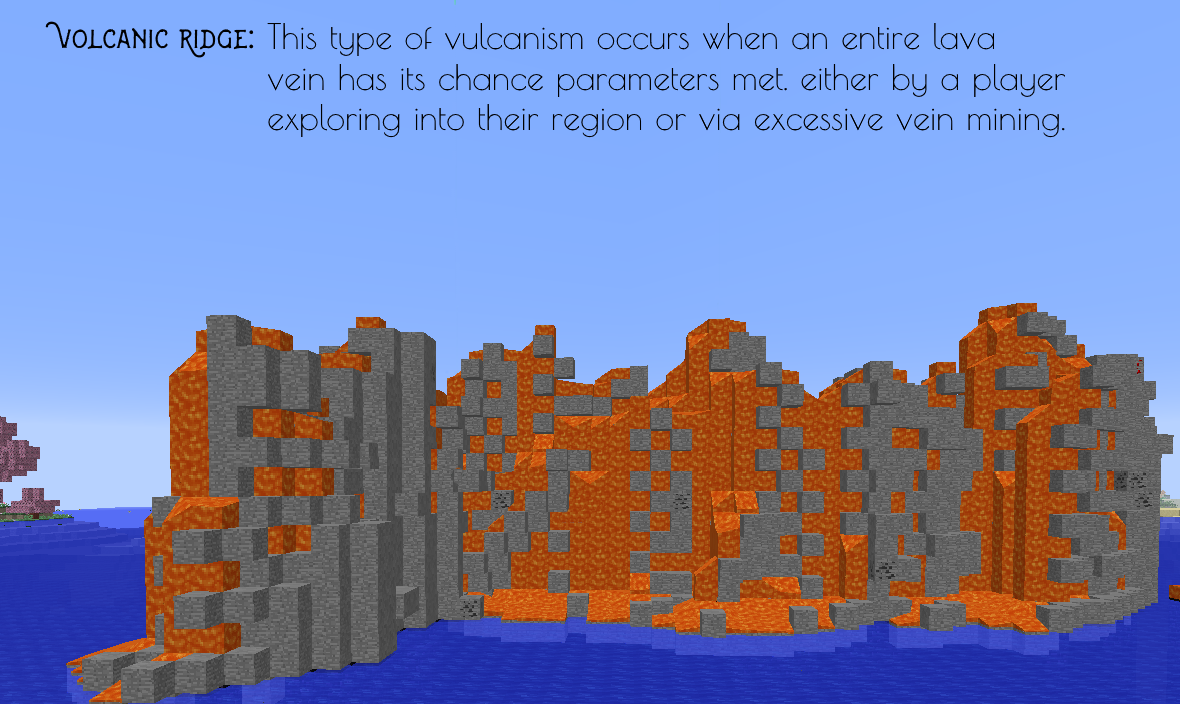 Volcanic Ridge: This type of vulcanism occurs when an entire lava
vein has its chance parameters met. either by a player
exploring into their region or via excessive vein mining.